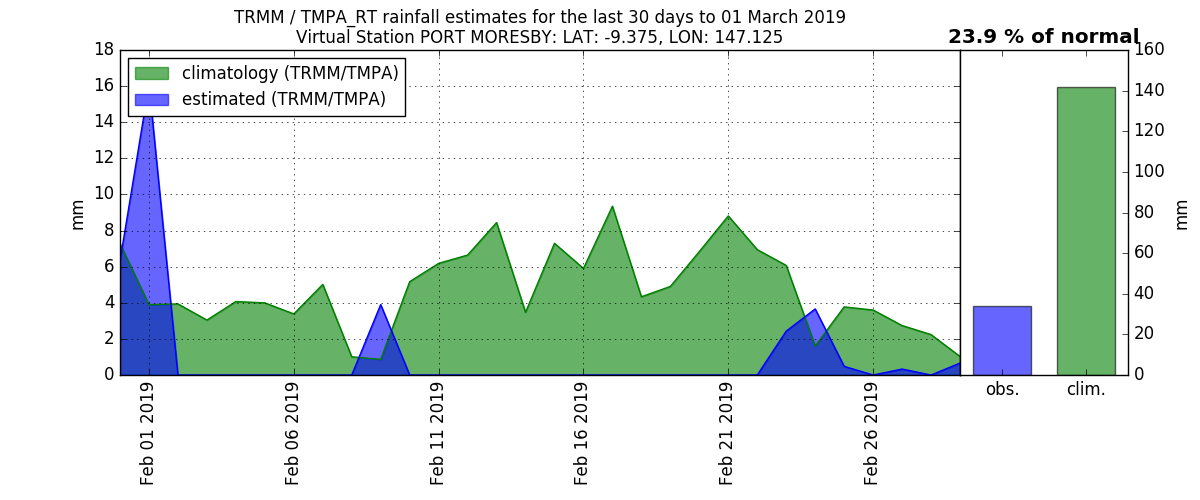 TRMM / TMPA_RT rainfall estimates for the last 30 days to 01 March 2019
Virtual Station PORT MORESBY: LAT: -9.375, LON: 147.125
23.9 % of normal
climatology (TRMM/TMPA)
estimated (TRMM/TMPA)
18
16
14
12
10
8
6
4
2
0
mm
Feb 01 2019
Feb 06 2019
Feb 11 2019
Feb 16 2019
Feb 21 2019
Feb 26 2019
obs.
clim.
160
140
120
100
80
60
40
20
0
mm